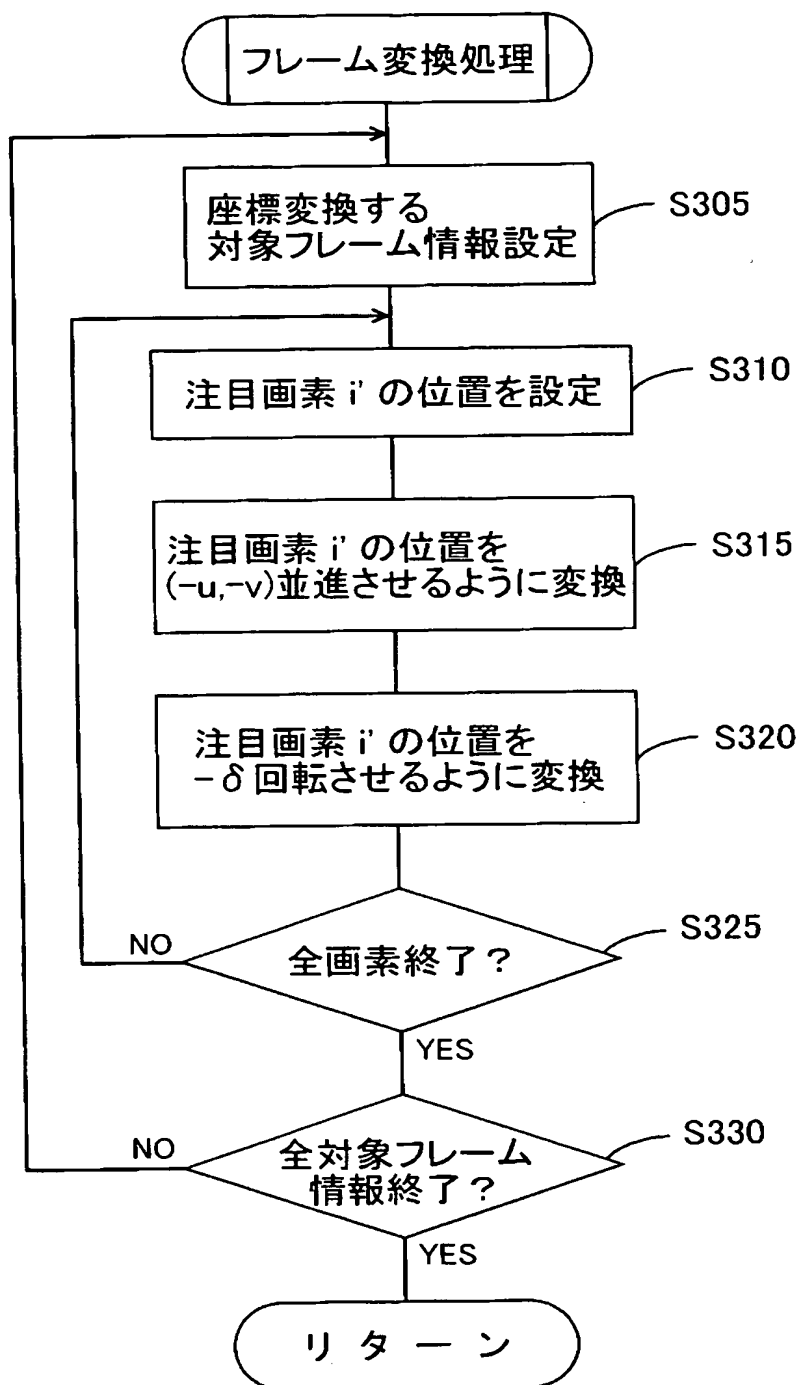 フレーム変換処理
座標変換する
対象フレーム情報設定
S305
注目画素 i' の位置を設定
S310
注目画素 i' の位置を
(-u,-v)並進させるように変換
S315
注目画素 i' の位置を
-δ回転させるように変換
S320
全画素終了？
S325
NO
YES
全対象フレーム
情報終了？
S330
NO
YES
リターン